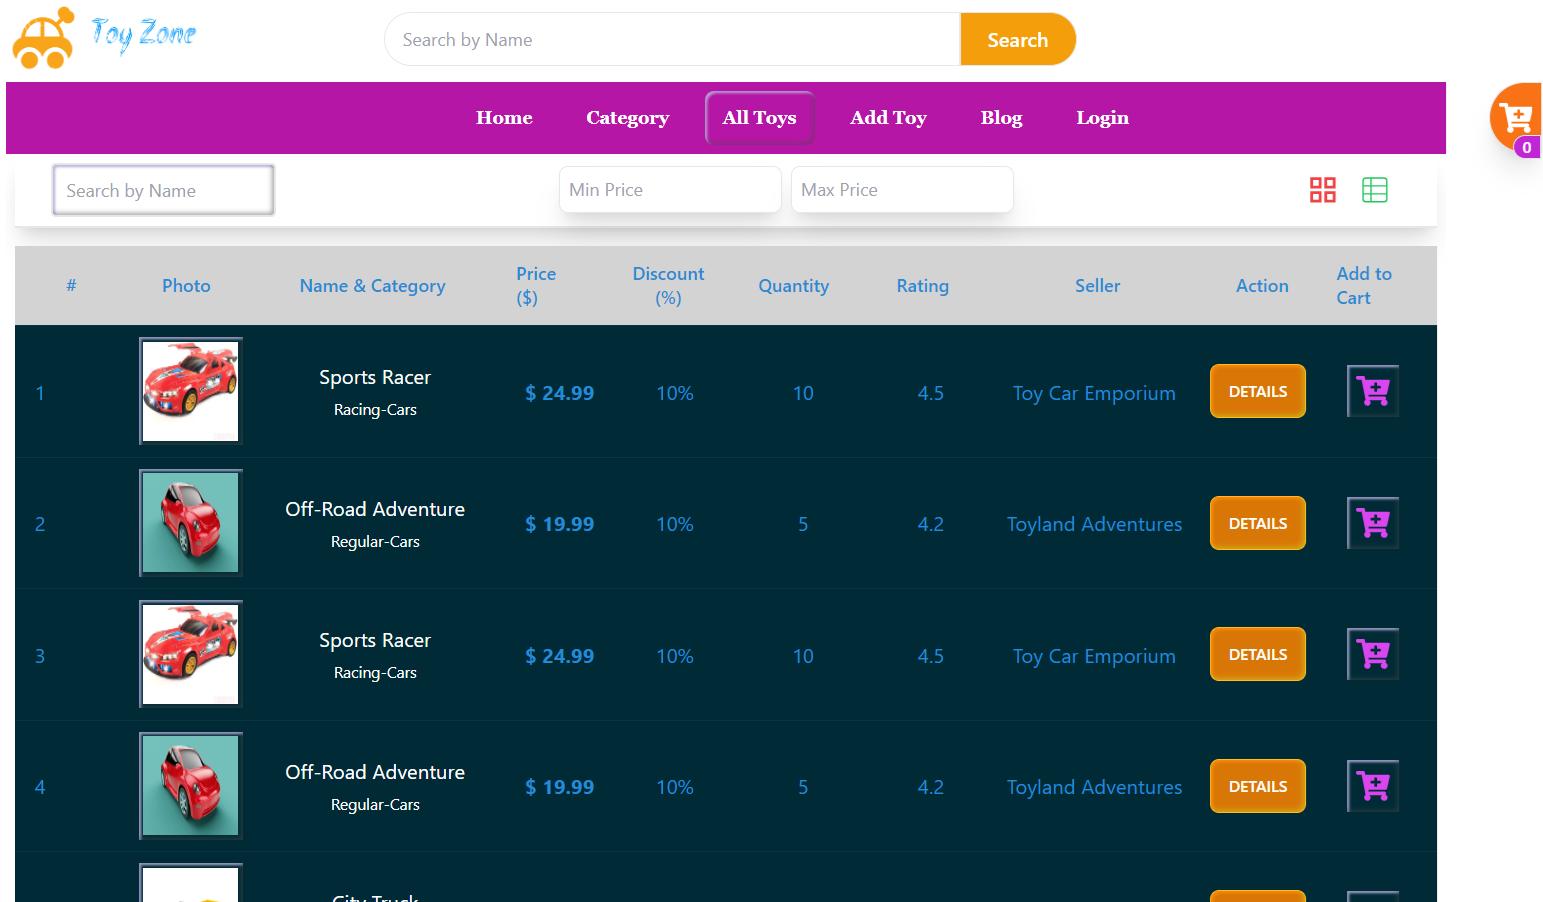 Toy Zone
Search by Name
Search
Home Category All Toys Add Toy Blog Login
0
Search by Name
Min Price
Max Price
# Photo Name & Category Price ($) Discount (%) Quantity Rating Seller Action Add to Cart
1 Sports Racer $ 24.99 10% 10 4.5 Toy Car Emporium DETAILS
Racing-Cars
2 Off-Road Adventure $ 19.99 10% 5 4.2 Toyland Adventures DETAILS
Regular-Cars
3 Sports Racer $ 24.99 10% 10 4.5 Toy Car Emporium DETAILS
Racing-Cars
4 Off-Road Adventure $ 19.99 10% 5 4.2 Toyland Adventures DETAILS
Regular-Cars
City Truck